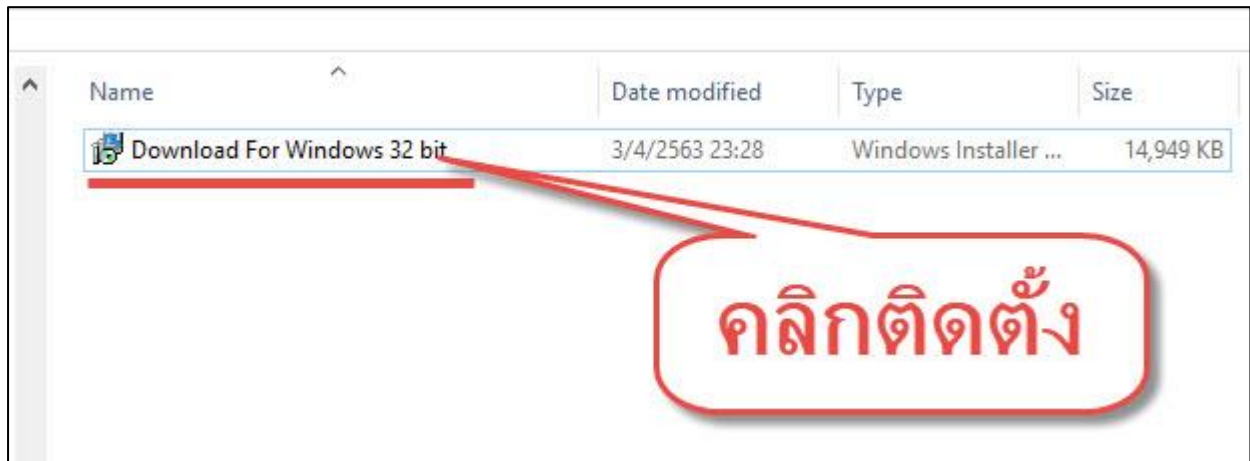 Name Date modified Type Size
Download For Windows 32 bit 3/4/2563 23:28 Windows Installer ... 14,949 KB
คลิกติดตั้ง